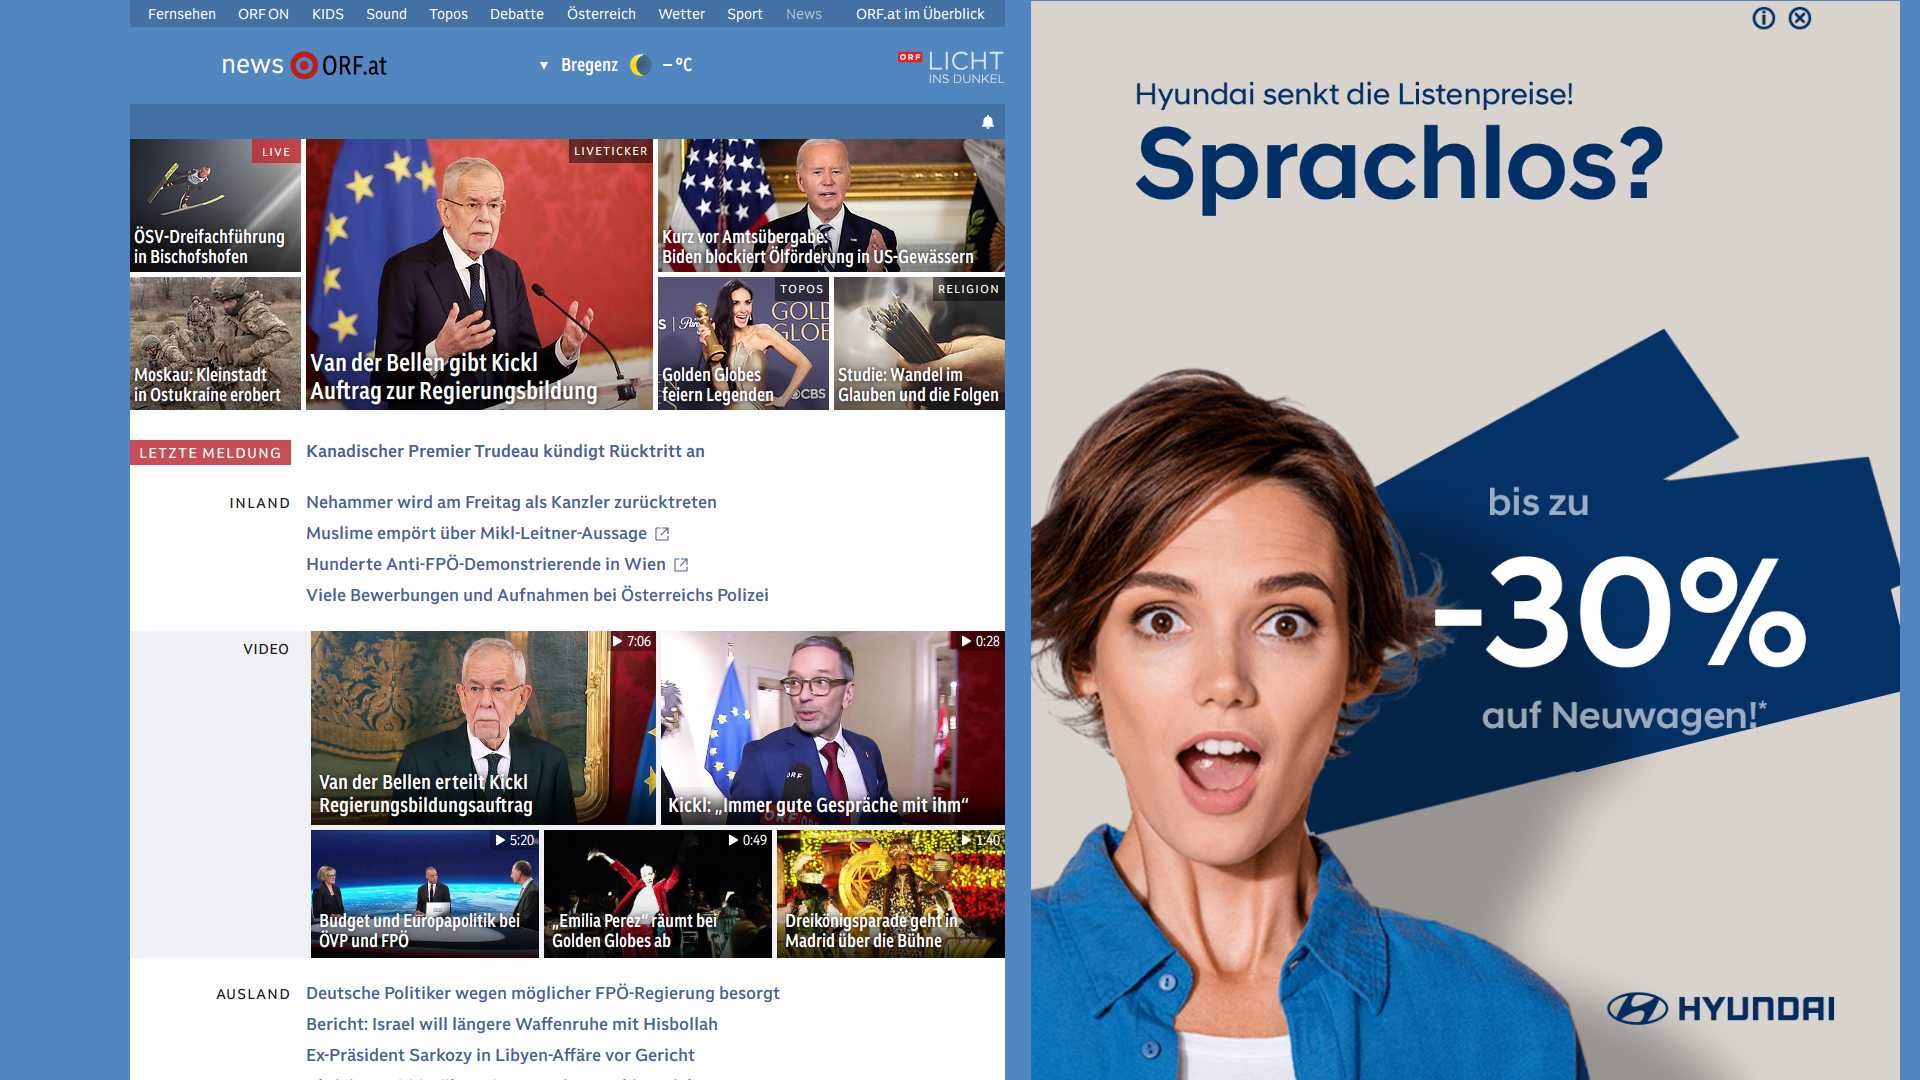 Fernsehen ORF ON KIDS Sound Topos Debatte Österreich Wetter Sport News ORF.at im Überblick
news ORF.at
Bregenz – °C
ORF LICHT
INS DUNKEL
LIVE
ÖSV-Dreifachführung
in Bischofshofen
LIVETICKER
Van der Bellen gibt Kickl
Auftrag zur Regierungsbildung
Kurz vor Amtsübergabe:
Biden blockiert Ölförderung in US-Gewässern
Moskau: Kleinstadt
in Ostukraine erobert
TOPOS
GOLD
GLOB
CBS
Golden Globes
feiern Legenden
RELIGION
Studie: Wandel im
Glauben und die Folgen
LETZTE MELDUNG
Kanadischer Premier Trudeau kündigt Rücktritt an
INLAND
Nehammer wird am Freitag als Kanzler zurücktreten
Muslime empört über Mikl-Leitner-Aussage
Hunderte Anti-FPÖ-Demonstrierende in Wien
Viele Bewerbungen und Aufnahmen bei Österreichs Polizei
VIDEO
7:06
Van der Bellen erteilt Kickl
Regierungsbildungsauftrag
0:28
ORF
Kickl: „Immer gute Gespräche mit ihm“
5:20
Budget und Europapolitik bei
ÖVP und FPÖ
0:49
„Emilia Perez“ räumt bei
Golden Globes ab
1:40
Dreikönigsparade geht in
Madrid über die Bühne
AUSLAND
Deutsche Politiker wegen möglicher FPÖ-Regierung besorgt
Bericht: Israel will längere Waffenruhe mit Hisbollah
Ex-Präsident Sarkozy in Libyen-Affäre vor Gericht
Hyundai senkt die Listenpreise!
Sprachlos?
bis zu
-30%
auf Neuwagen!*
HYUNDAI